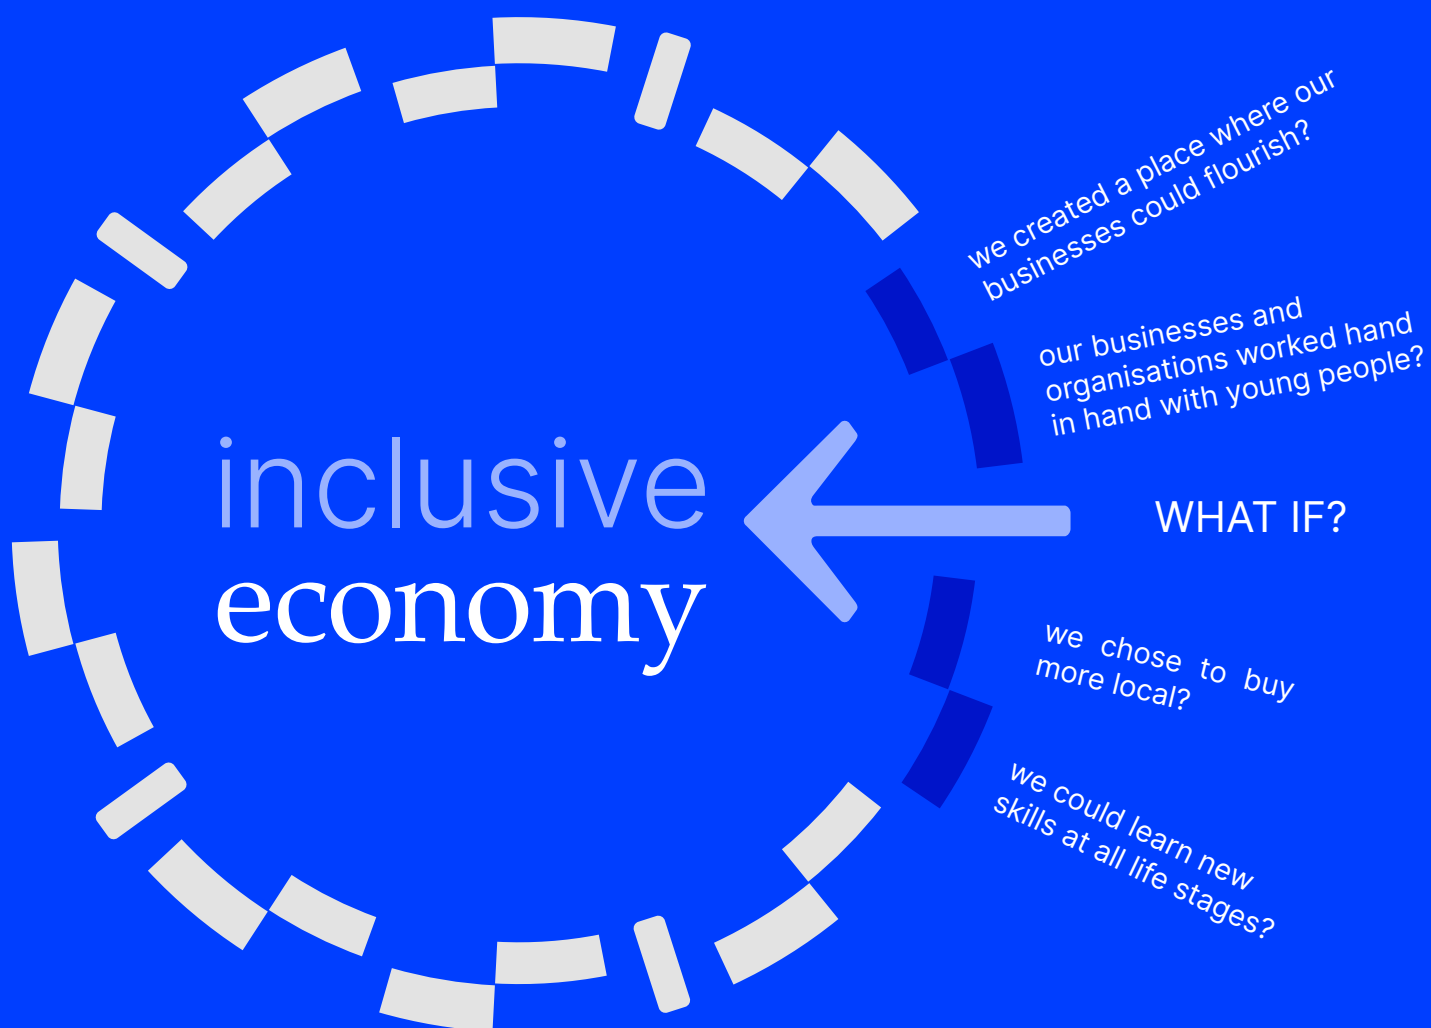 we created a place where our
businesses could flourish?
our businesses and
organisations worked hand
in hand with young people?
inclusive
economy
WHAT IF?
we chose to buy
more local?
we could learn new
skills at all life stages?